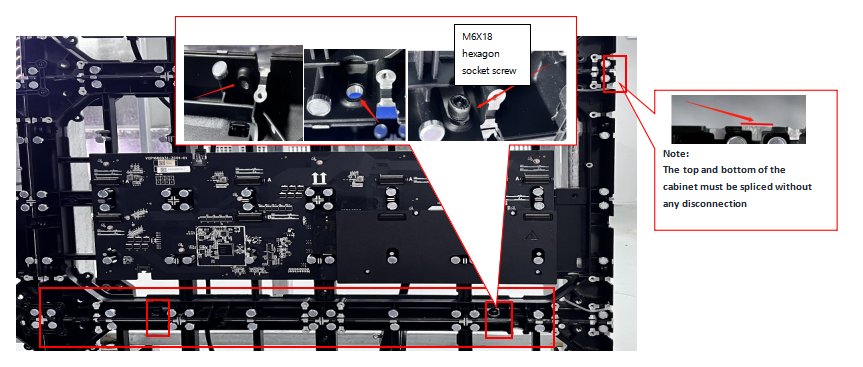 M6X18
hexagon
socket screw
Note:
The top and bottom of the
cabinet must be spliced without
any disconnection
A
A
A